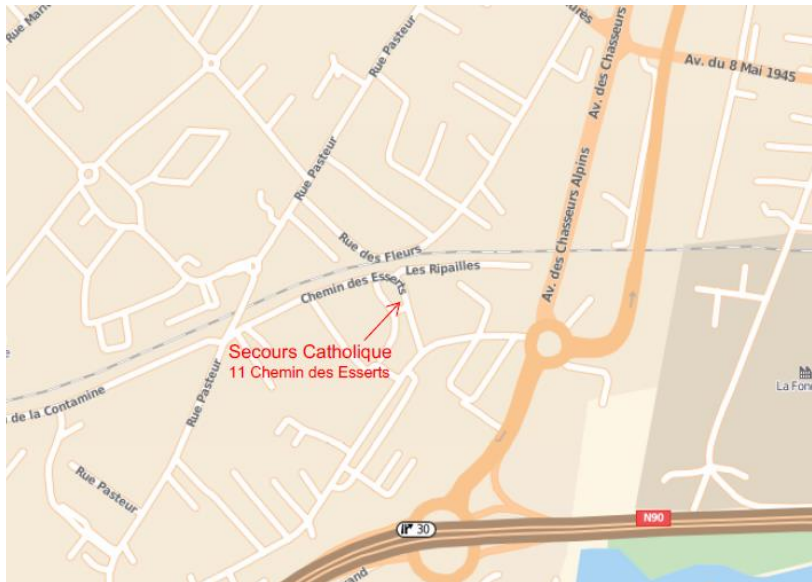 Rue Pasteur
Av. des Chasseurs
Av. du 8 Mai 1945
Rue Pasteur
Av. des Chasseurs Alpins
Rue des Fleurs
Les Ripailles
Chemin des Esserts
Secours Catholique
11 Chemin des Esserts
Rue Pasteur
de la Contamine
La Fon
Rue Pasteur
N90
30